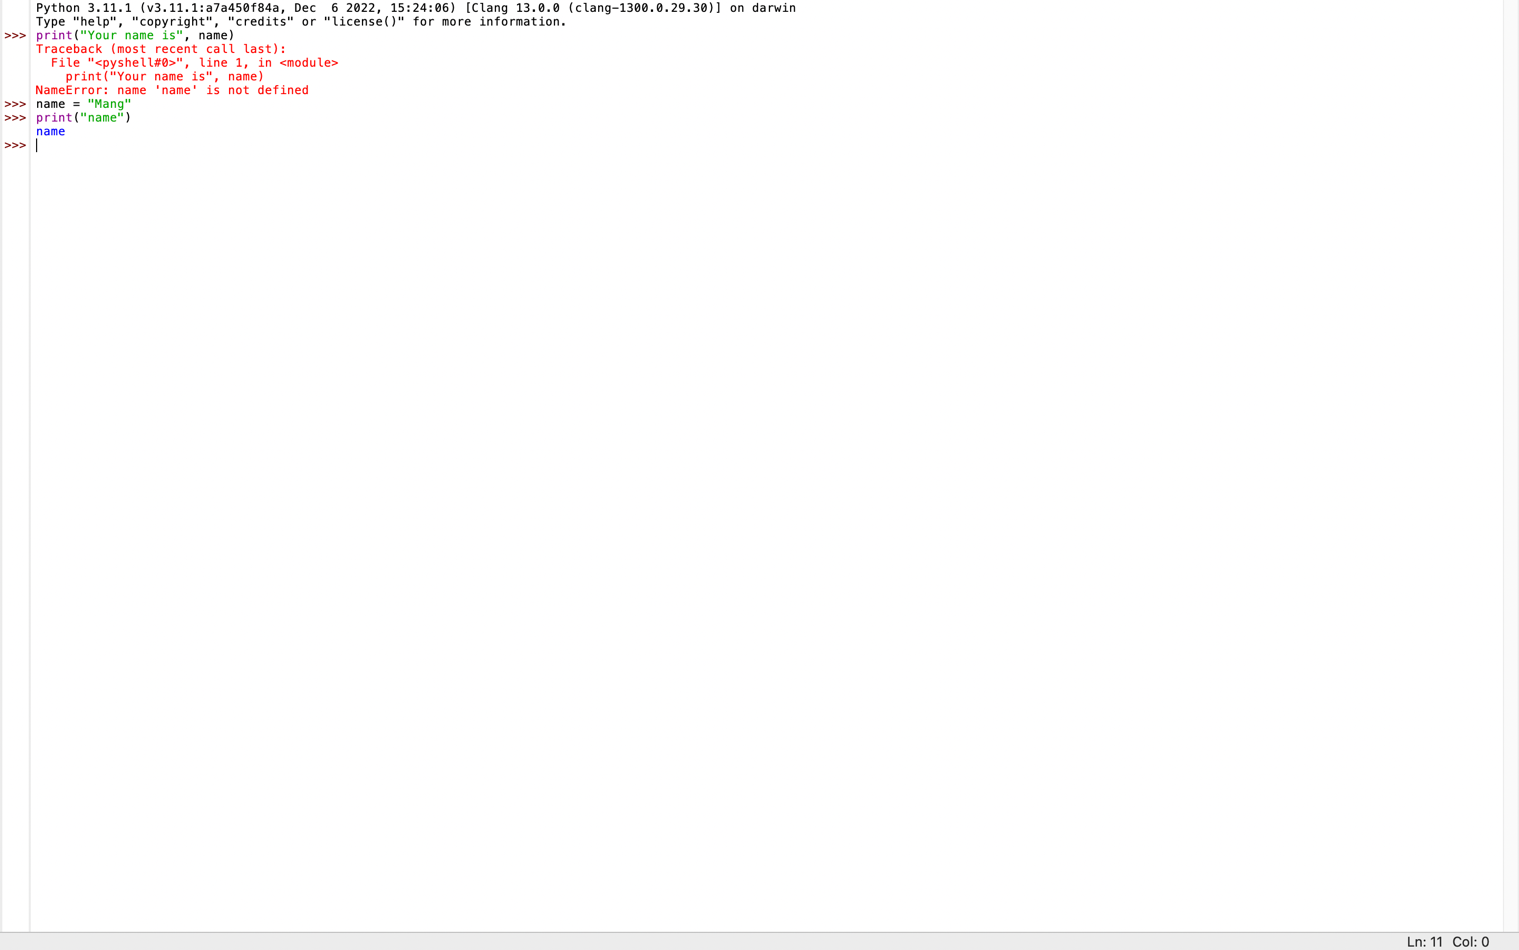 Python 3.11.1 (v3.11.1:a7a450f84a, Dec  6 2022, 15:24:06) [Clang 13.0.0 (clang-1300.0.29.30)] on darwin
Type "help", "copyright", "credits" or "license()" for more information.
>>> print("Your name is", name)
Traceback (most recent call last):
  File "<pyshell#0>", line 1, in <module>
    print("Your name is", name)
NameError: name 'name' is not defined
>>> name = "Mang"
>>> print("name")
name
>>>
Ln: 11 Col: 0